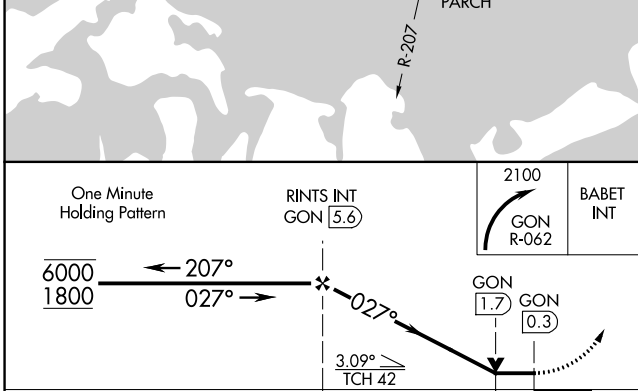 PARCH
R-207
One Minute
Holding Pattern
RINTS INT
GON 5.6
2100
GON
R-062
BABET
INT
6000
1800
207°
027°
027°
GON
1.7
GON
0.3
3.09°
TCH 42